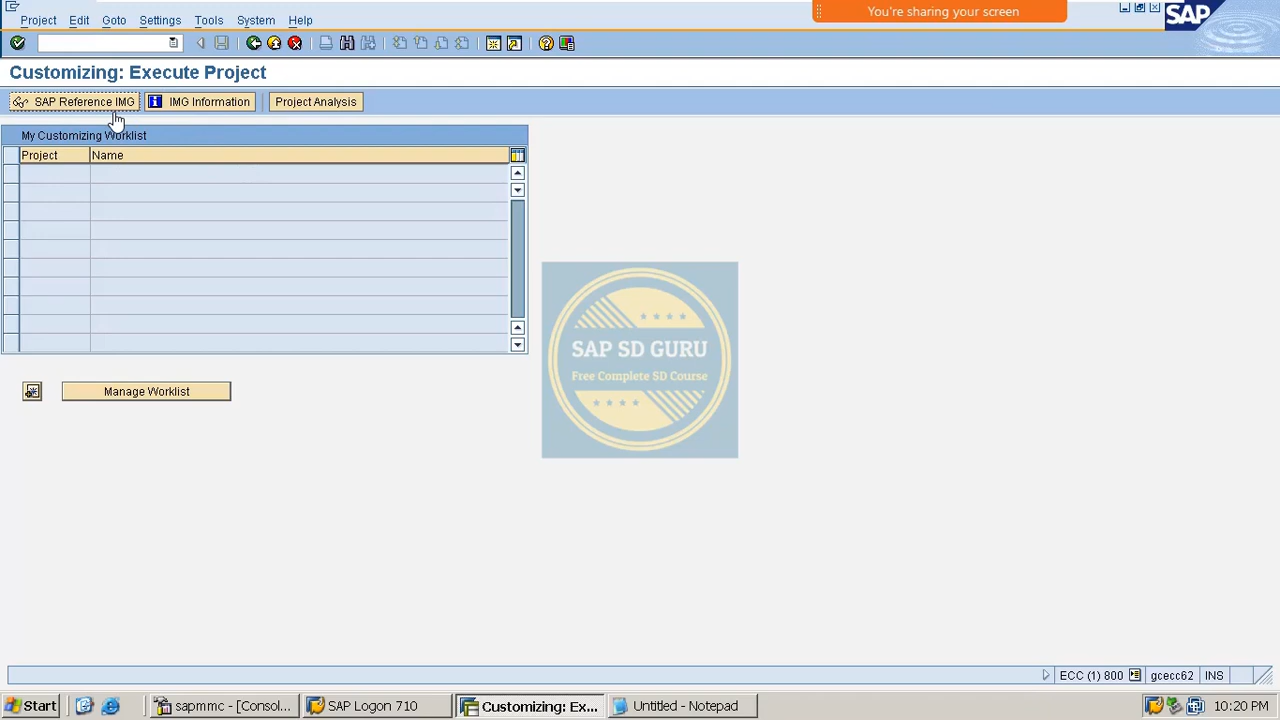 You're sharing your screen
Project Edit Goto Settings Tools System Help
SAP
Customizing: Execute Project
SAP Reference IMG IMG Information Project Analysis
My Customizing Worklist
Project Name
SAP SD GURU
Free Complete SD Course
Manage Worklist
ECC (1) 800 gcecc62 INS
Start sapmmc - [Consol... SAP Logon 710 Customizing: Ex... Untitled - Notepad 10:20 PM